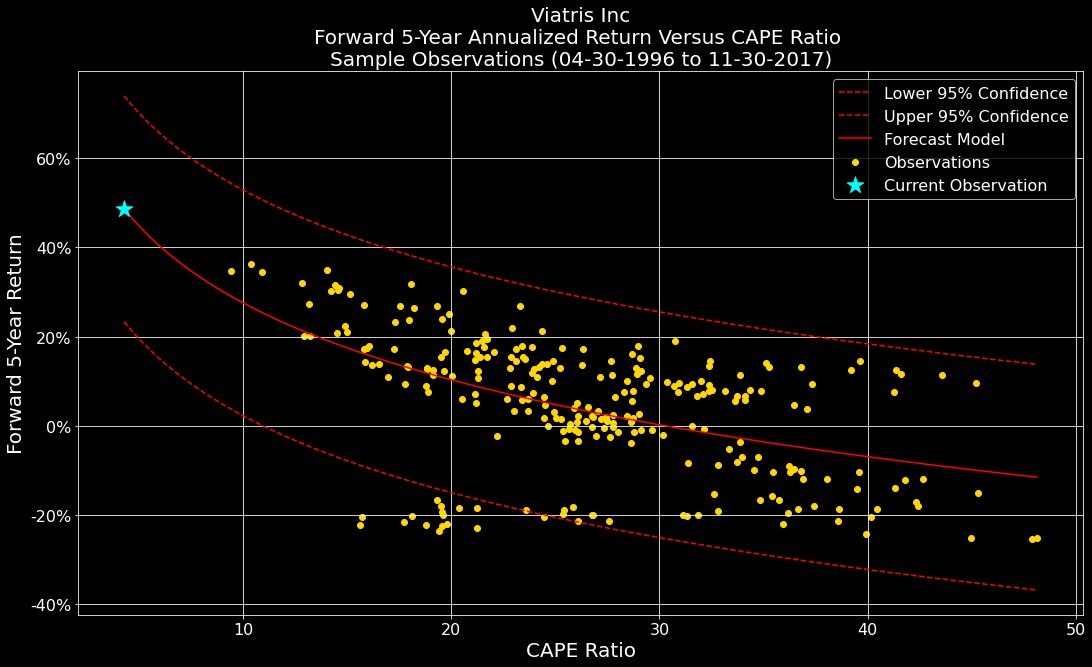 Viatris Inc
Forward 5-Year Annualized Return Versus CAPE Ratio
Sample Observations (04-30-1996 to 11-30-2017)
Lower 95% Confidence
Upper 95% Confidence
Forecast Model
Observations
Current Observation
Forward 5-Year Return
60%
40%
20%
0%
-20%
-40%
10 20 30 40 50
CAPE Ratio